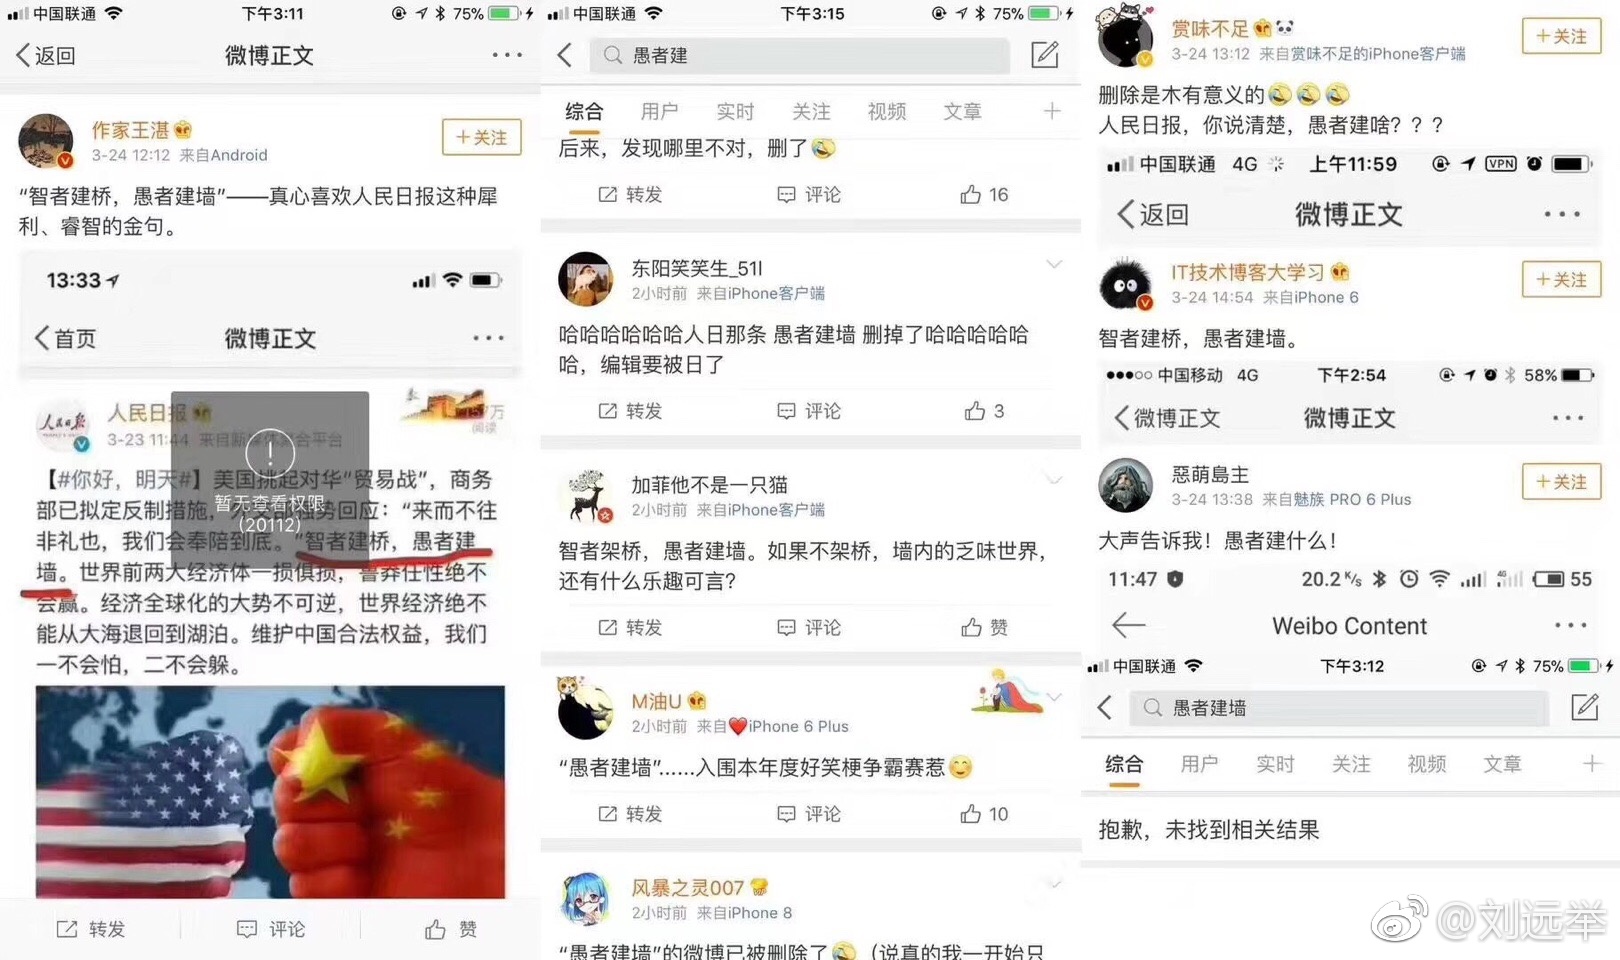 中国联通 下午3:11 75%
返回 微博正文 ...
作家王湛
3-24 12:12 来自Android
+关注
“智者建桥，愚者建墙”——真心喜欢人民日报这种犀
利、睿智的金句。
13:33
首页 微博正文 ...
人民日报
3-23 11:44
万
阅读
暂无查看权限
(20112)
【#你好，明天#】美国挑起对华“贸易战”，商务
部已拟定反制措施，外交部强势回应：“来而不往
非礼也，我们会奉陪到底。”智者建桥，愚者建
墙。世界前两大经济体一损俱损，鲁莽任性绝不
会赢。经济全球化的大势不可逆，世界经济绝不
能从大海退回到湖泊。维护中国合法权益，我们
一不会怕，二不会躲。
转发 评论 赞
中国联通 下午3:15 75%
愚者建
综合 用户 实时 关注 视频 文章 +
后来，发现哪里不对，删了
转发 评论 16
东阳笑笑生_51l
2小时前 来自iPhone客户端
哈哈哈哈哈哈人日那条 愚者建墙 删掉了哈哈哈哈哈
哈，编辑要被日了
转发 评论 3
加菲他不是一只猫
2小时前 来自iPhone客户端
智者架桥，愚者建墙。如果不架桥，墙内的乏味世界，
还有什么乐趣可言？
转发 评论 赞
M油U
2小时前 来自❤️iPhone 6 Plus
“愚者建墙”……入围本年度好笑梗争霸赛惹
转发 评论 10
风暴之灵007
2小时前 来自iPhone 8
“愚者建墙”的微博已被删除了（说真的我一开始只
赏味不足
3-24 13:12 来自赏味不足的iPhone客户端
+关注
删除是木有意义的
人民日报，你说清楚，愚者建啥？？？
中国联通 4G 上午11:59 VPN
返回 微博正文 ...
IT技术博客大学习
3-24 14:54 来自iPhone 6
+关注
智者建桥，愚者建墙。
中国移动 4G 下午2:54 58%
微博正文 微博正文 ...
惡萌島主
3-24 13:38 来自魅族 PRO 6 Plus
+关注
大声告诉我！愚者建什么！
11:47 20.2 K/s 55
Weibo Content ...
中国联通 下午3:12 75%
愚者建墙
综合 用户 实时 关注 视频 文章 +
抱歉，未找到相关结果
@刘远举